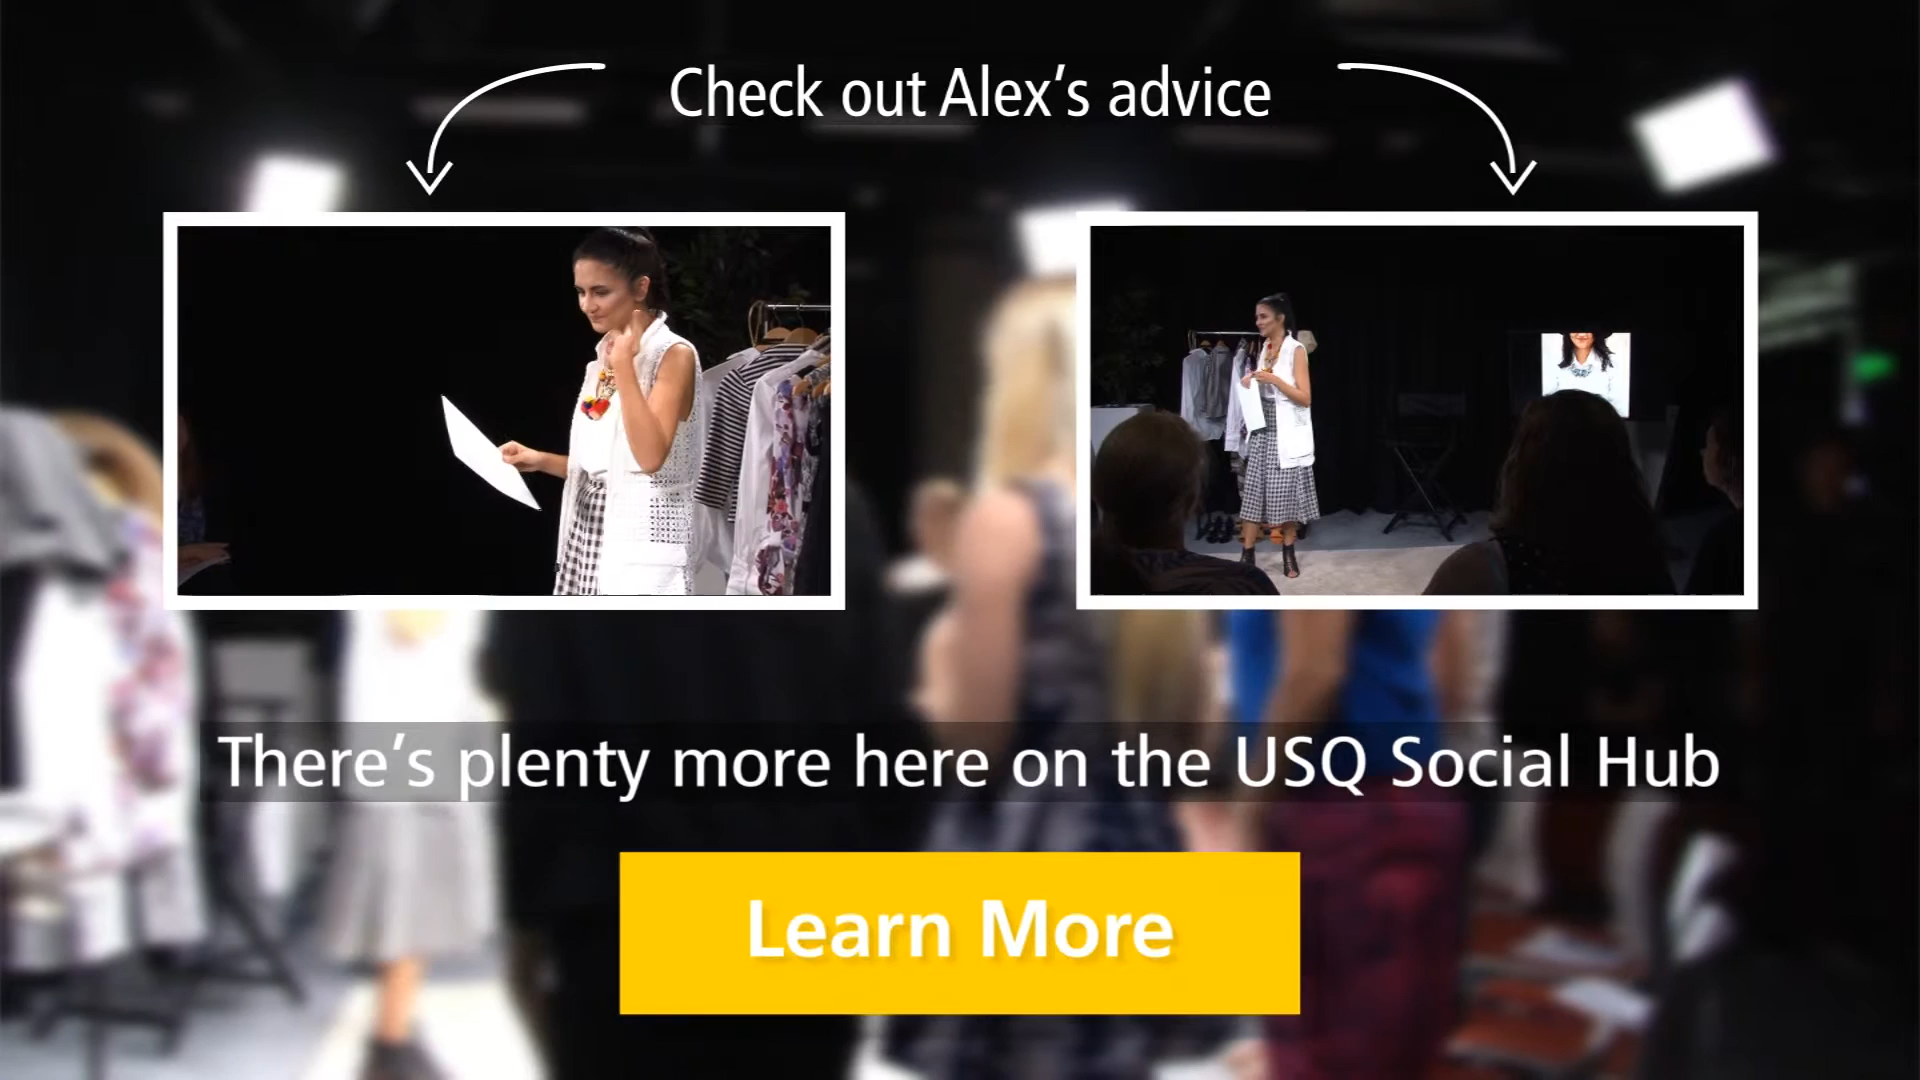 Check out Alex's advice
There's plenty more here on the USQ Social Hub
Learn More